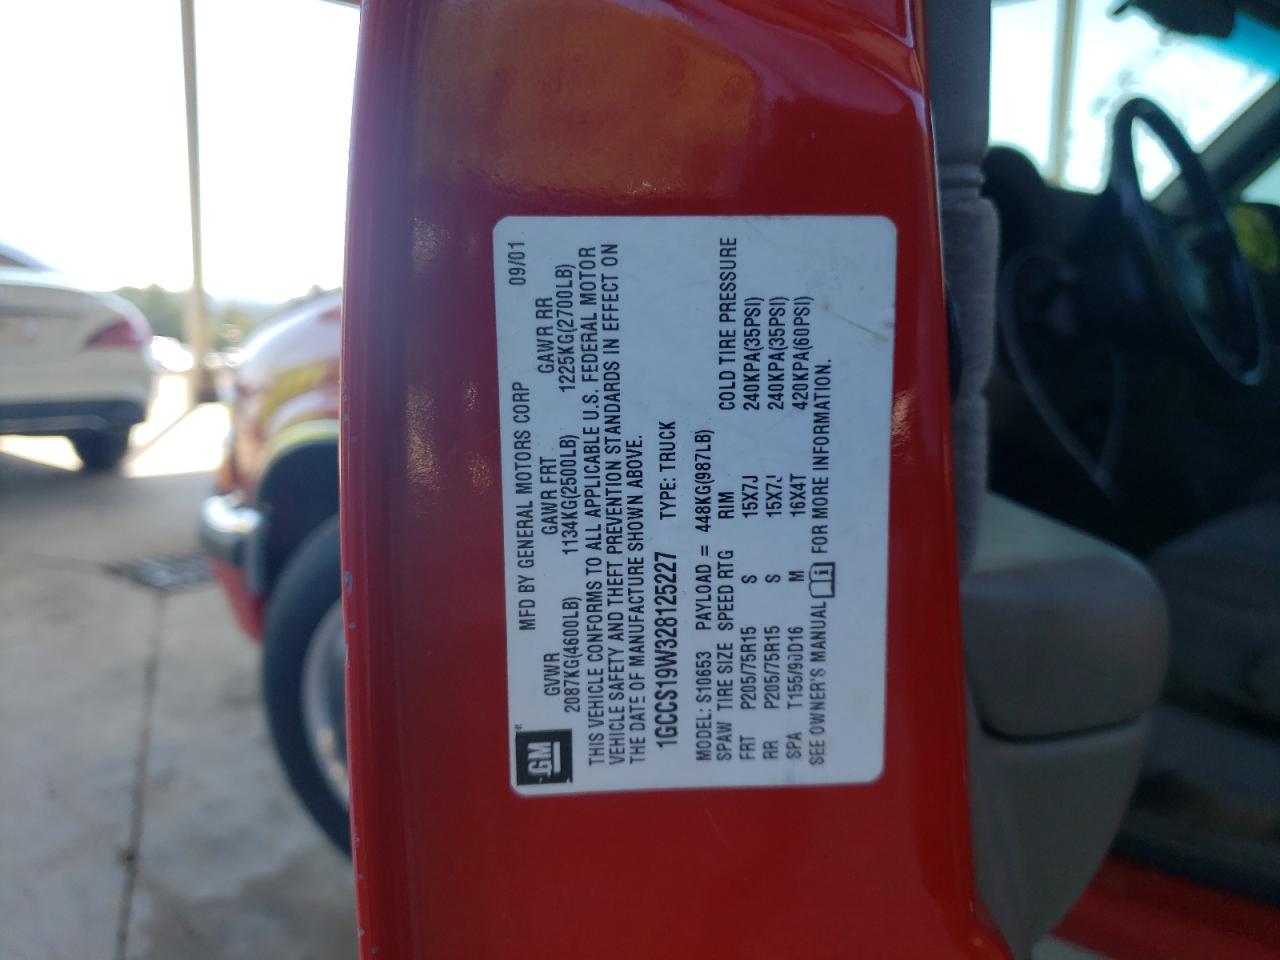 GM
®
MFD BY GENERAL MOTORS CORP 09/01
GVWR GAWR FRT GAWR RR
2087KG(4600LB) 1134KG(2500LB) 1225KG(2700LB)
THIS VEHICLE CONFORMS TO ALL APPLICABLE U.S. FEDERAL MOTOR
VEHICLE SAFETY AND THEFT PREVENTION STANDARDS IN EFFECT ON
THE DATE OF MANUFACTURE SHOWN ABOVE.
1GCCS19W328125227 TYPE: TRUCK
MODEL: S10653 PAYLOAD = 448KG(987LB)
SPAW TIRE SIZE SPEED RTG RIM COLD TIRE PRESSURE
FRT P205/75R15 S 15X7J 240KPA(35PSI)
RR P205/75R15 S 15X7J 240KPA(35PSI)
SPA T155/90D16 M 16X4T 420KPA(60PSI)
SEE OWNER'S MANUAL FOR MORE INFORMATION.